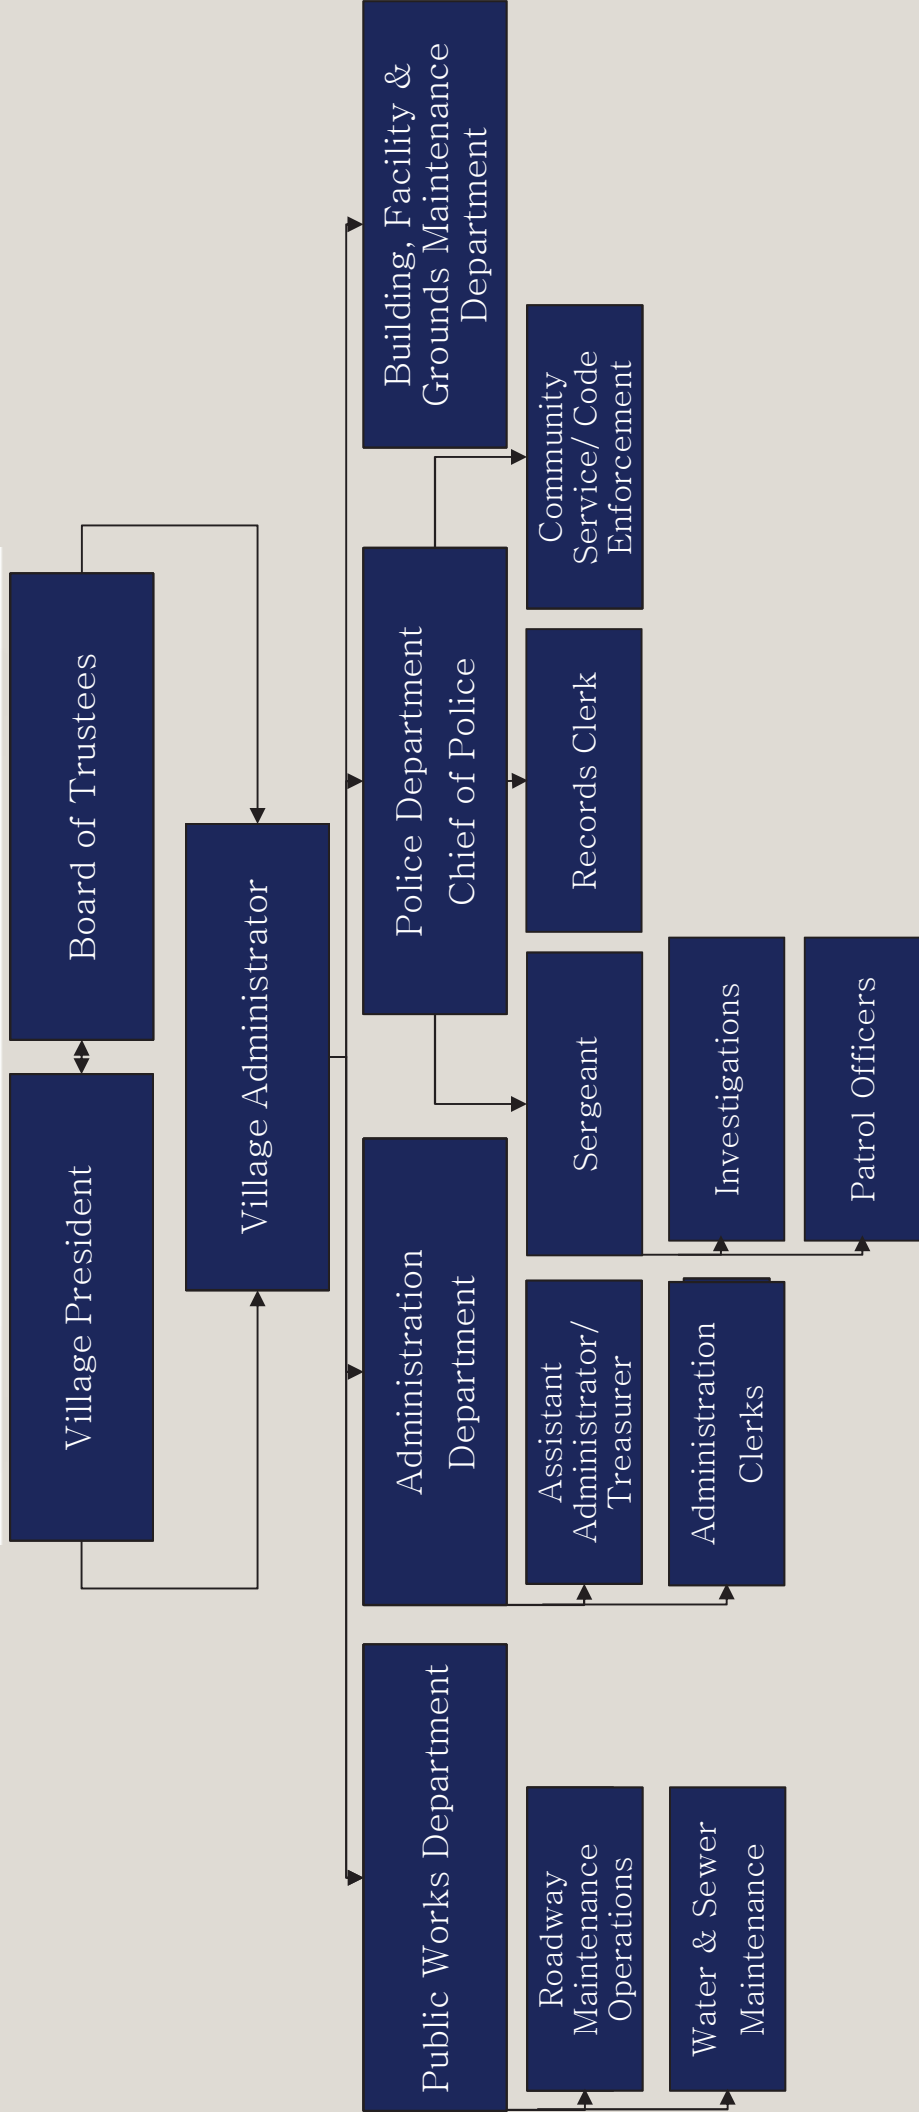 Village President
Board of Trustees
Village Administrator
Public Works Department
Administration
Department
Police Department
Chief of Police
Building, Facility &
Grounds Maintenance
Department
Roadway
Maintenance
Operations
Water & Sewer
Maintenance
Assistant
Administrator/
Treasurer
Administration
Clerks
Sergeant
Investigations
Patrol Officers
Records Clerk
Community
Service/ Code
Enforcement